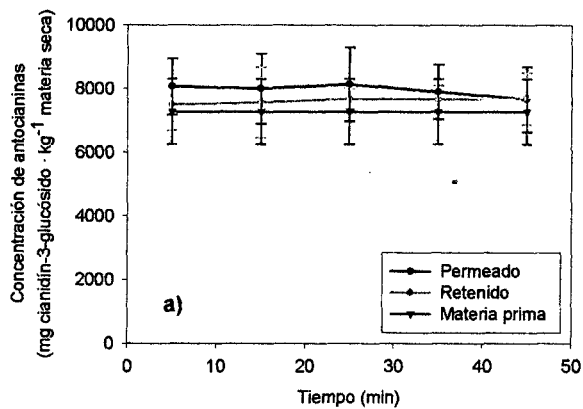 Concentración de antocianinas
(mg cianidin-3-glucósido · kg⁻¹ materia seca)
10000
8000
6000
4000
2000
0
a)
Permeado
Retenido
Materia prima
0 10 20 30 40 50
Tiempo (min)